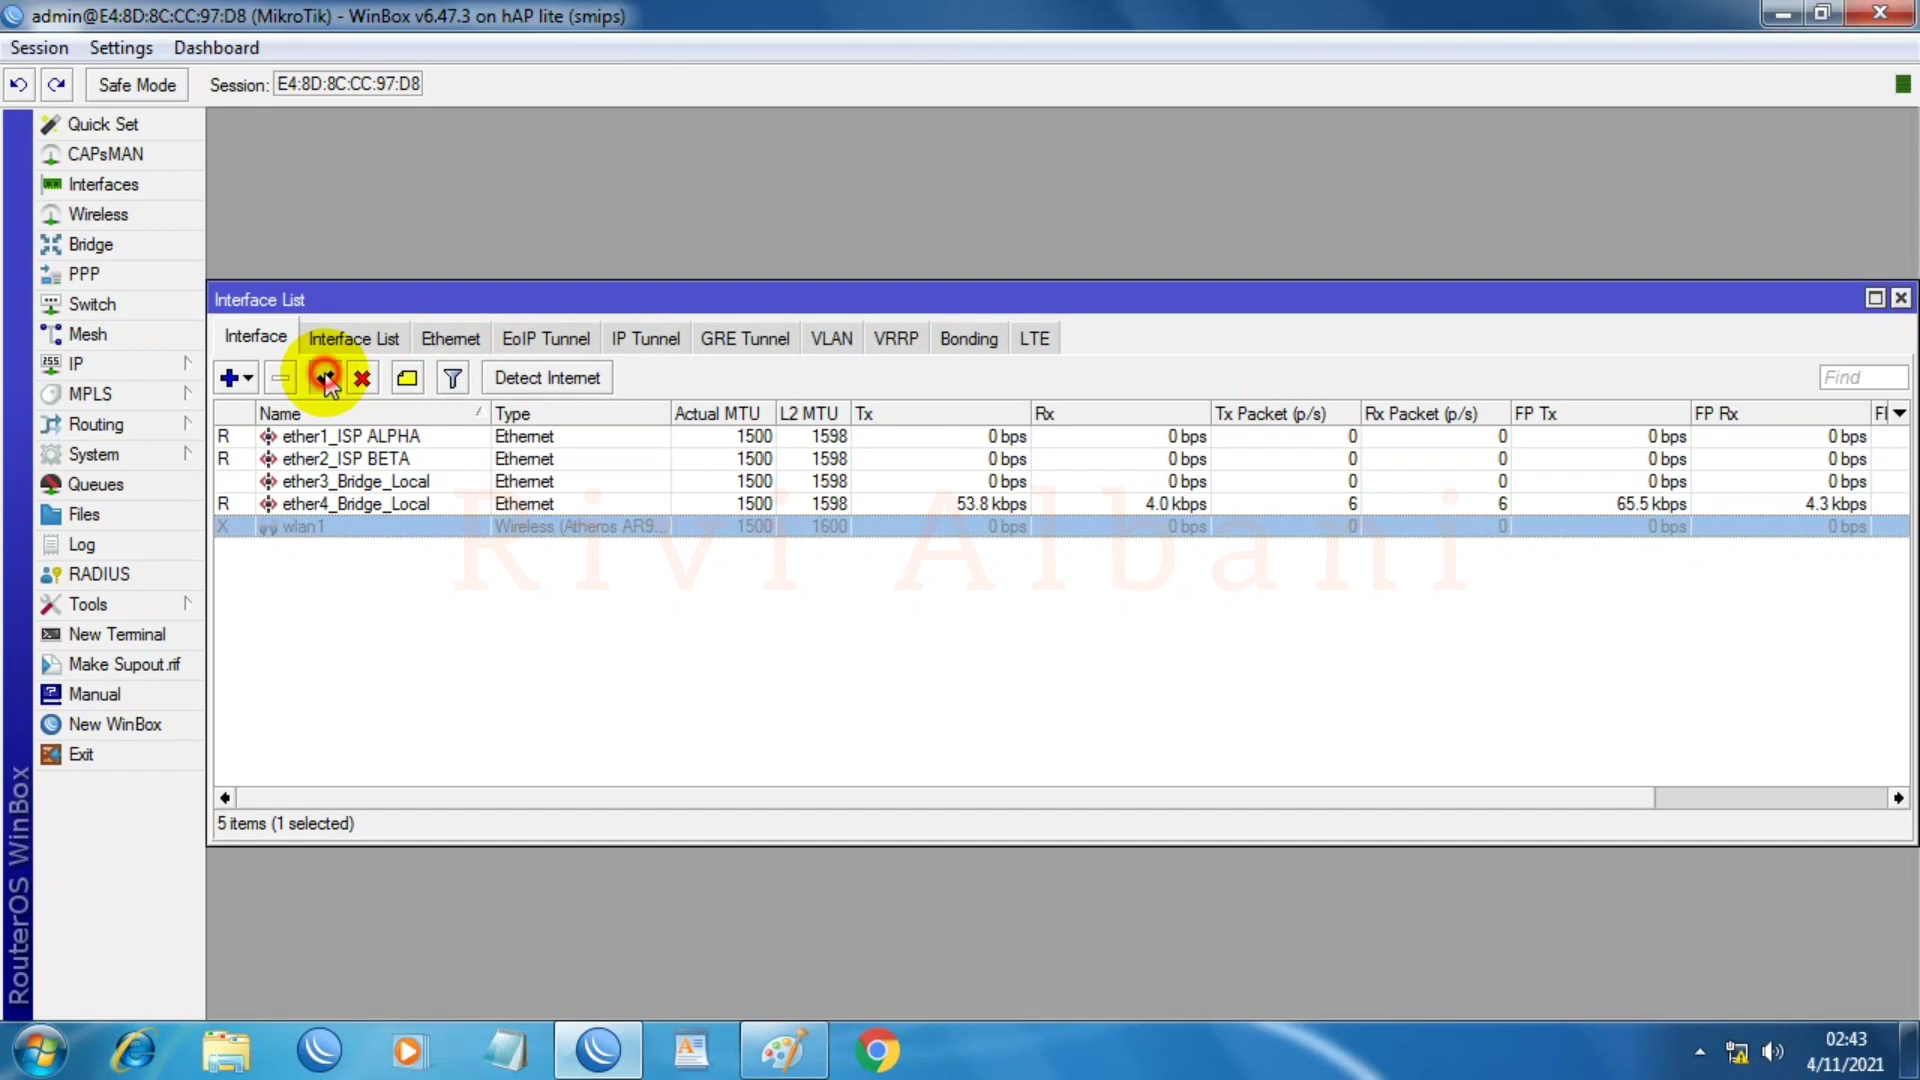 admin@E4:8D:8C:CC:97:D8 (MikroTik) - WinBox v6.47.3 on hAP lite (smips)
Session Settings Dashboard
Safe Mode Session: E4:8D:8C:CC:97:D8
Quick Set
CAPsMAN
Interfaces
Wireless
Bridge
PPP
Switch
Mesh
IP
MPLS
Routing
System
Queues
Files
Log
RADIUS
Tools
New Terminal
Make Supout.rif
Manual
New WinBox
Exit
RouterOS WinBox
Interface List
Interface Interface List Ethernet EoIP Tunnel IP Tunnel GRE Tunnel VLAN VRRP Bonding LTE
Detect Internet Find
Name Type Actual MTU L2 MTU Tx Rx Tx Packet (p/s) Rx Packet (p/s) FP Tx FP Rx
R ether1_ISP ALPHA Ethernet 1500 1598 0 bps 0 bps 0 0 0 bps 0 bps
R ether2_ISP BETA Ethernet 1500 1598 0 bps 0 bps 0 0 0 bps 0 bps
ether3_Bridge_Local Ethernet 1500 1598 0 bps 0 bps 0 0 0 bps 0 bps
R ether4_Bridge_Local Ethernet 1500 1598 53.8 kbps 4.0 kbps 6 6 65.5 kbps 4.3 kbps
X wlan1 Wireless (Atheros AR9... 1500 1600 0 bps 0 bps 0 0 0 bps 0 bps
Rivi Albani
5 items (1 selected)
02:43
4/11/2021